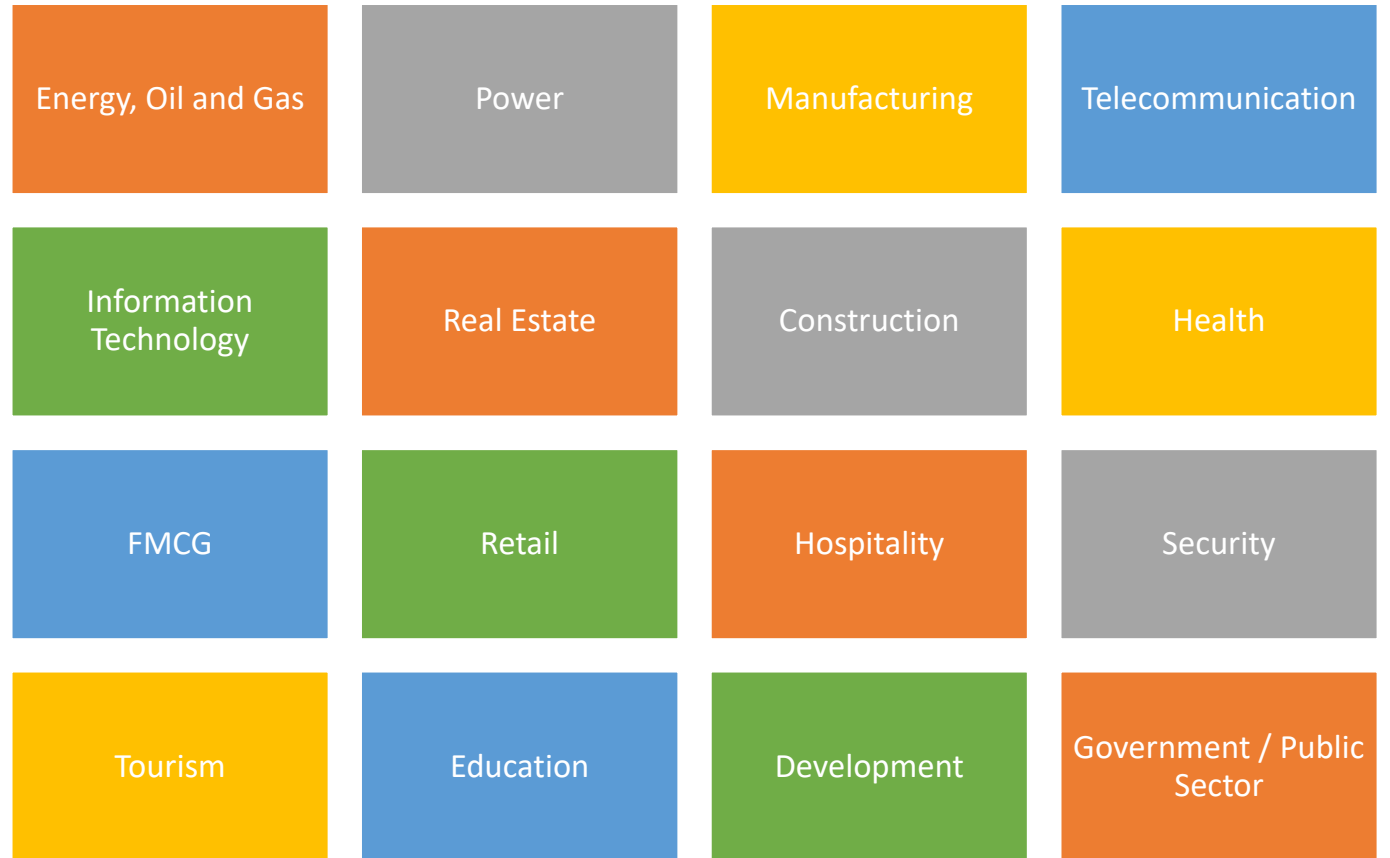 Energy, Oil and Gas
Power
Manufacturing
Telecommunication
Information
Technology
Real Estate
Construction
Health
FMCG
Retail
Hospitality
Security
Tourism
Education
Development
Government / Public
Sector